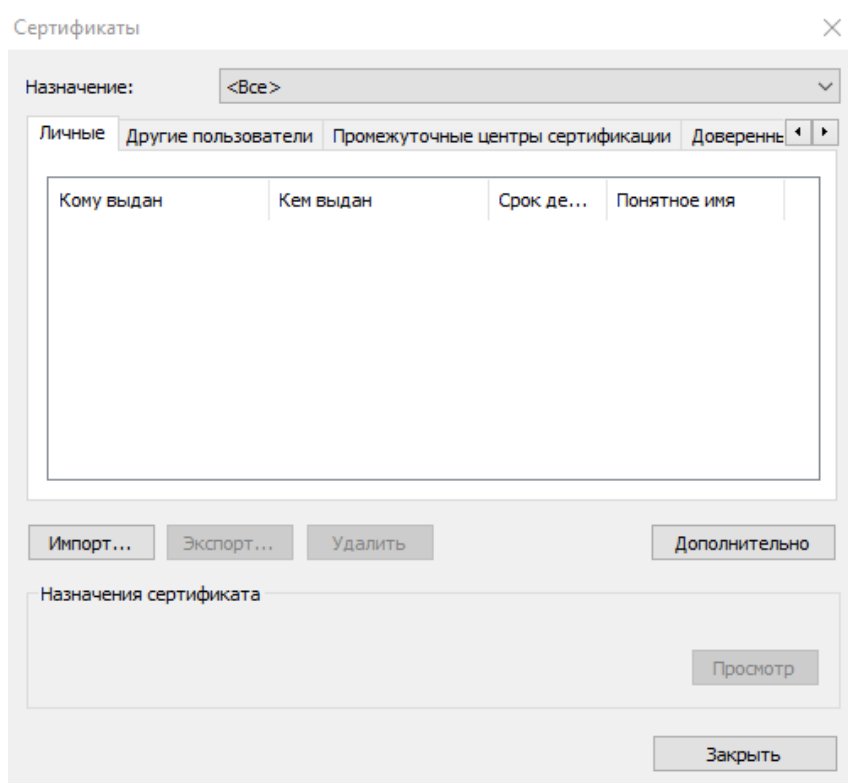 Сертификаты
Назначение: <Все>
Личные Другие пользователи Промежуточные центры сертификации Доверенны
Кому выдан Кем выдан Срок де... Понятное имя
Импорт... Экспорт... Удалить Дополнительно
Назначения сертификата
Просмотр
Закрыть